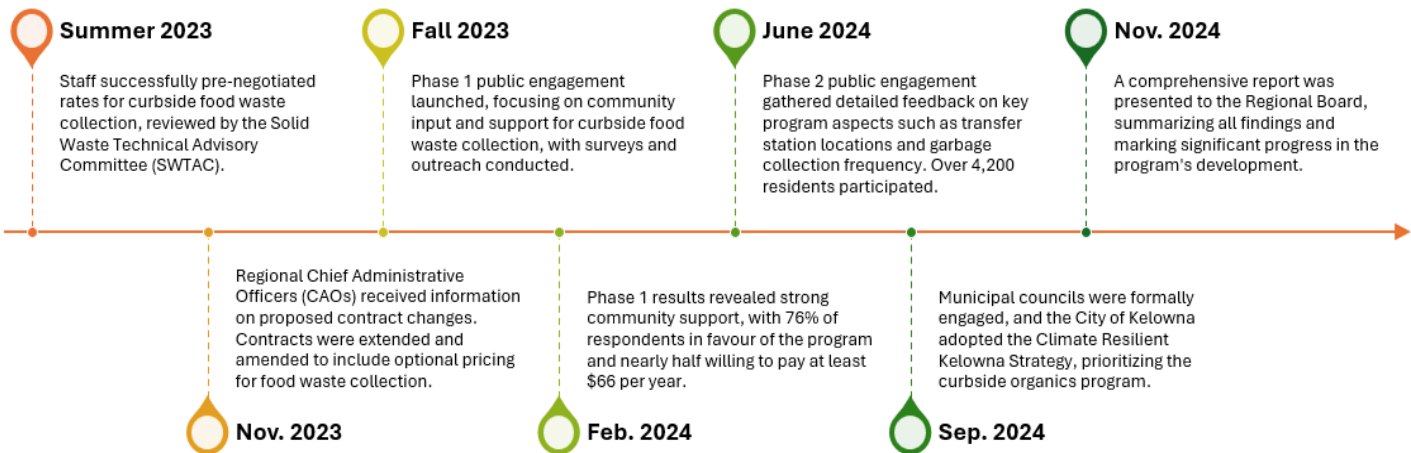 Summer 2023
Staff successfully pre-negotiated
rates for curbside food waste
collection, reviewed by the Solid
Waste Technical Advisory
Committee (SWTAC).
Regional Chief Administrative
Officers (CAOs) received information
on proposed contract changes.
Contracts were extended and
amended to include optional pricing
for food waste collection.
Nov. 2023
Fall 2023
Phase 1 public engagement
launched, focusing on community
input and support for curbside food
waste collection, with surveys and
outreach conducted.
Phase 1 results revealed strong
community support, with 76% of
respondents in favour of the program
and nearly half willing to pay at least
$66 per year.
Feb. 2024
June 2024
Phase 2 public engagement
gathered detailed feedback on key
program aspects such as transfer
station locations and garbage
collection frequency. Over 4,200
residents participated.
Municipal councils were formally
engaged, and the City of Kelowna
adopted the Climate Resilient
Kelowna Strategy, prioritizing the
curbside organics program.
Sep. 2024
Nov. 2024
A comprehensive report was
presented to the Regional Board,
summarizing all findings and
marking significant progress in the
program's development.